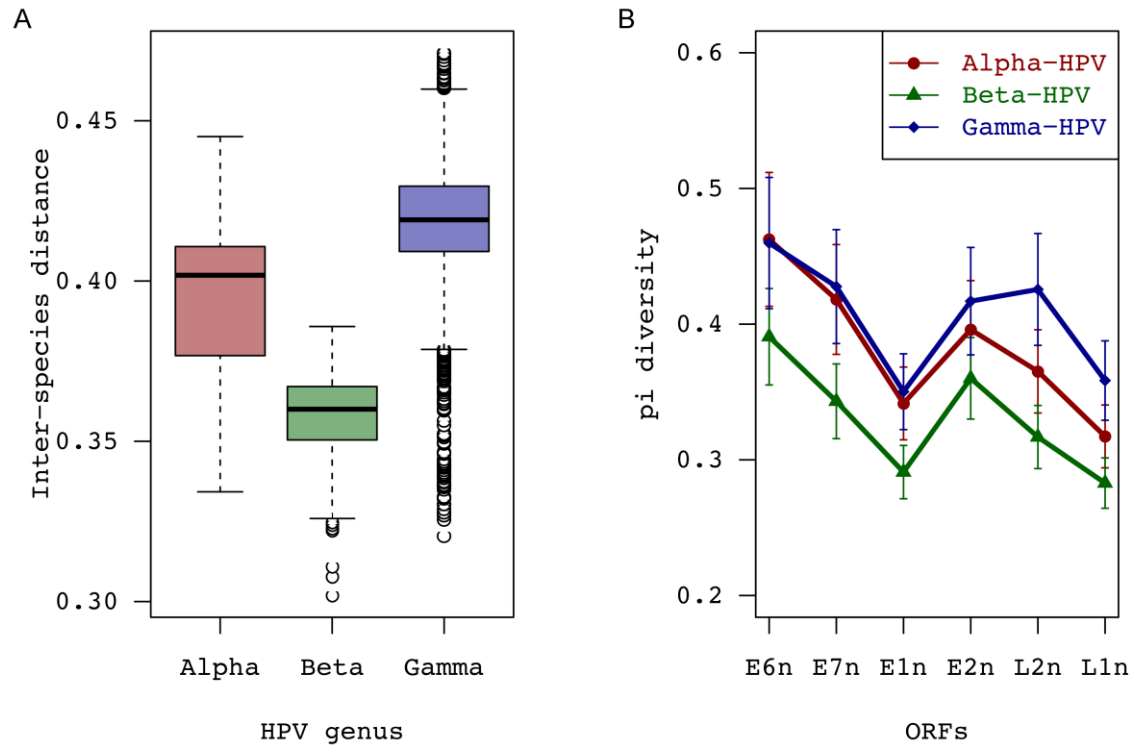 A
Inter-species distance
0.45
0.40
0.35
0.30
Alpha Beta Gamma
HPV genus
B
pi diversity
0.6
0.5
0.4
0.3
0.2
Alpha-HPV
Beta-HPV
Gamma-HPV
E6n E7n E1n E2n L2n L1n
ORFs